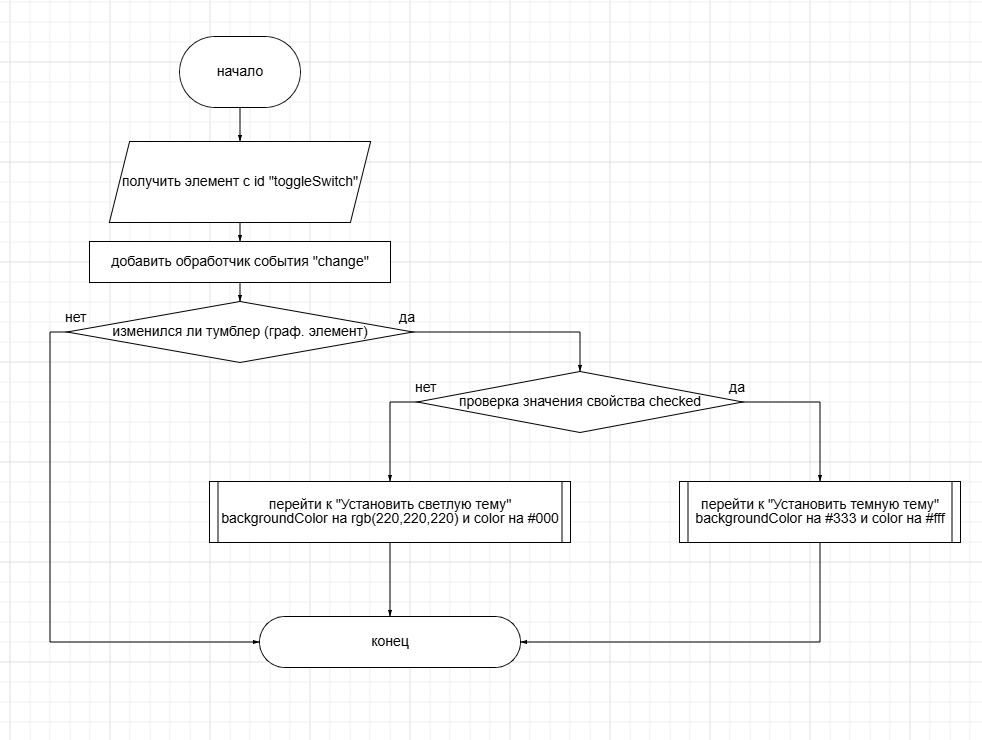 начало
получить элемент с id "toggleSwitch"
добавить обработчик события "change"
нет
да
изменился ли тумблер (граф. элемент)
нет
да
проверка значения свойства checked
перейти к "Установить светлую тему"
backgroundColor на rgb(220,220,220) и color на #000
перейти к "Установить темную тему"
backgroundColor на #333 и color на #fff
конец